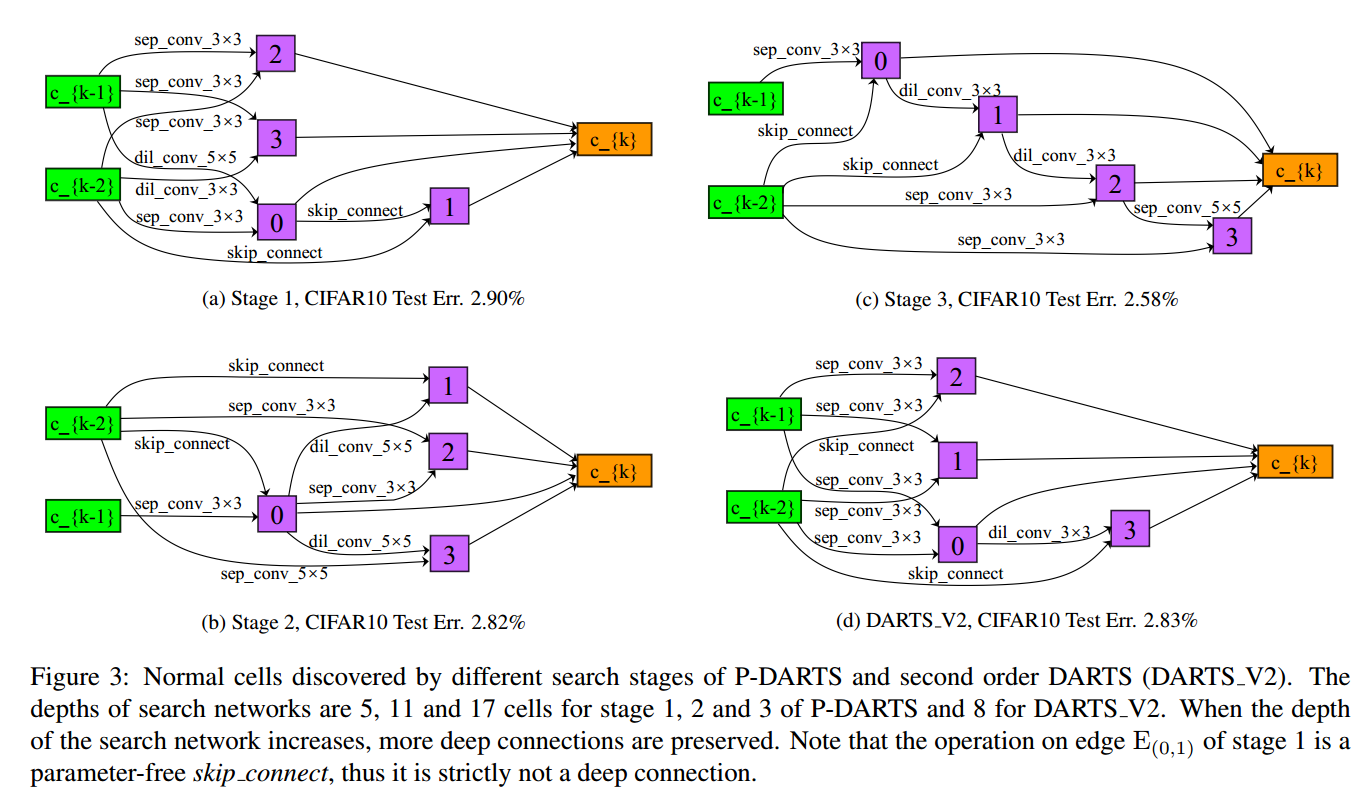 sep_conv_3×3
2
c_{k-1}
sep_conv_3×3
sep_conv_3×3
3
c_{k}
dil_conv_5×5
c_{k-2}
dil_conv_3×3
sep_conv_3×3
0
skip_connect
1
skip_connect
(a) Stage 1, CIFAR10 Test Err. 2.90%
sep_conv_3×3
0
c_{k-1}
dil_conv_3×3
1
skip_connect
skip_connect
dil_conv_3×3
c_{k}
2
c_{k-2}
sep_conv_3×3
sep_conv_5×5
3
sep_conv_3×3
(c) Stage 3, CIFAR10 Test Err. 2.58%
skip_connect
1
c_{k-2}
sep_conv_3×3
skip_connect
dil_conv_5×5
2
c_{k}
sep_conv_3×3
c_{k-1}
sep_conv_3×3
0
dil_conv_5×5
3
sep_conv_5×5
(b) Stage 2, CIFAR10 Test Err. 2.82%
sep_conv_3×3
2
c_{k-1}
sep_conv_3×3
skip_connect
1
c_{k}
sep_conv_3×3
c_{k-2}
sep_conv_3×3
sep_conv_3×3
0
dil_conv_3×3
3
skip_connect
(d) DARTS_V2, CIFAR10 Test Err. 2.83%
Figure 3: Normal cells discovered by different search stages of P-DARTS and second order DARTS (DARTS_V2). The
depths of search networks are 5, 11 and 17 cells for stage 1, 2 and 3 of P-DARTS and 8 for DARTS_V2. When the depth
of the search network increases, more deep connections are preserved. Note that the operation on edge E(0,1) of stage 1 is a
parameter-free skip_connect, thus it is strictly not a deep connection.